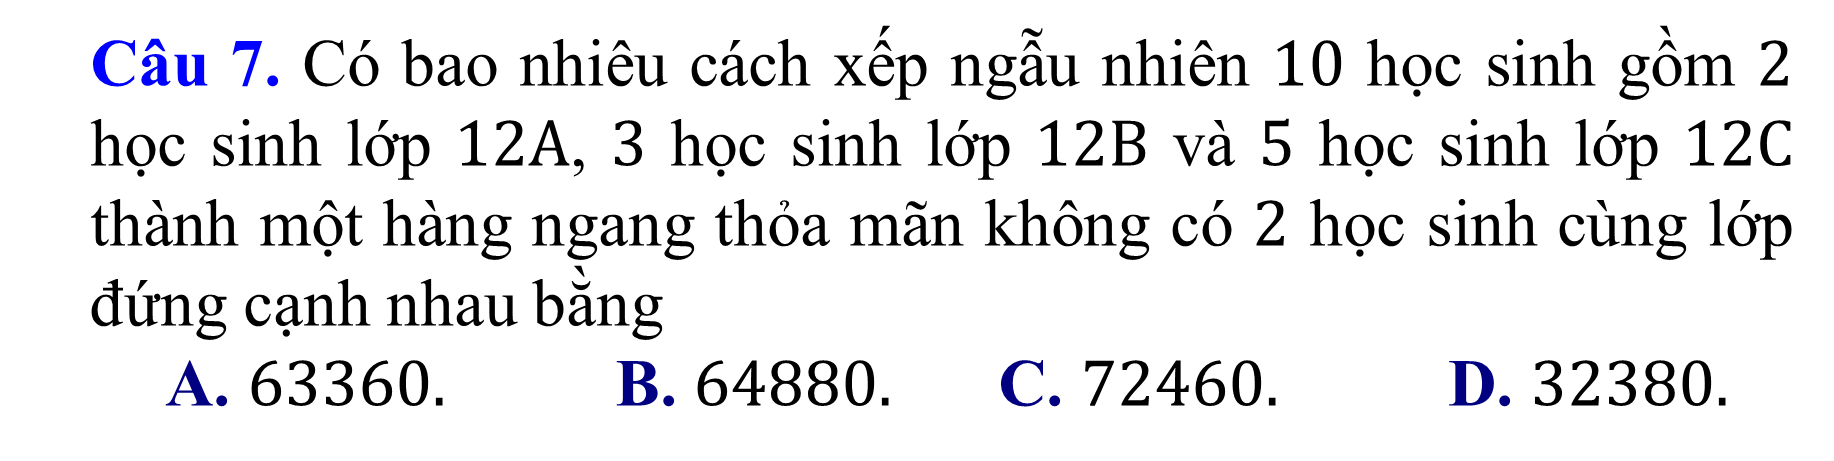 Câu 7. Có bao nhiêu cách xếp ngẫu nhiên 10 học sinh gồm 2
học sinh lớp 12A, 3 học sinh lớp 12B và 5 học sinh lớp 12C
thành một hàng ngang thỏa mãn không có 2 học sinh cùng lớp
đứng cạnh nhau bằng
A. 63360. B. 64880. C. 72460. D. 32380.